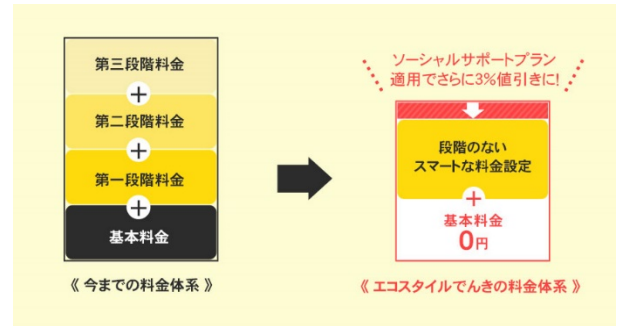 第三段階料金
+
第二段階料金
+
第一段階料金
+
基本料金
《 今までの料金体系 》
ソーシャルサポートプラン
適用でさらに3%値引きに!
段階のない
スマートな料金設定
+
基本料金
0円
《 エコスタイルでんきの料金体系 》